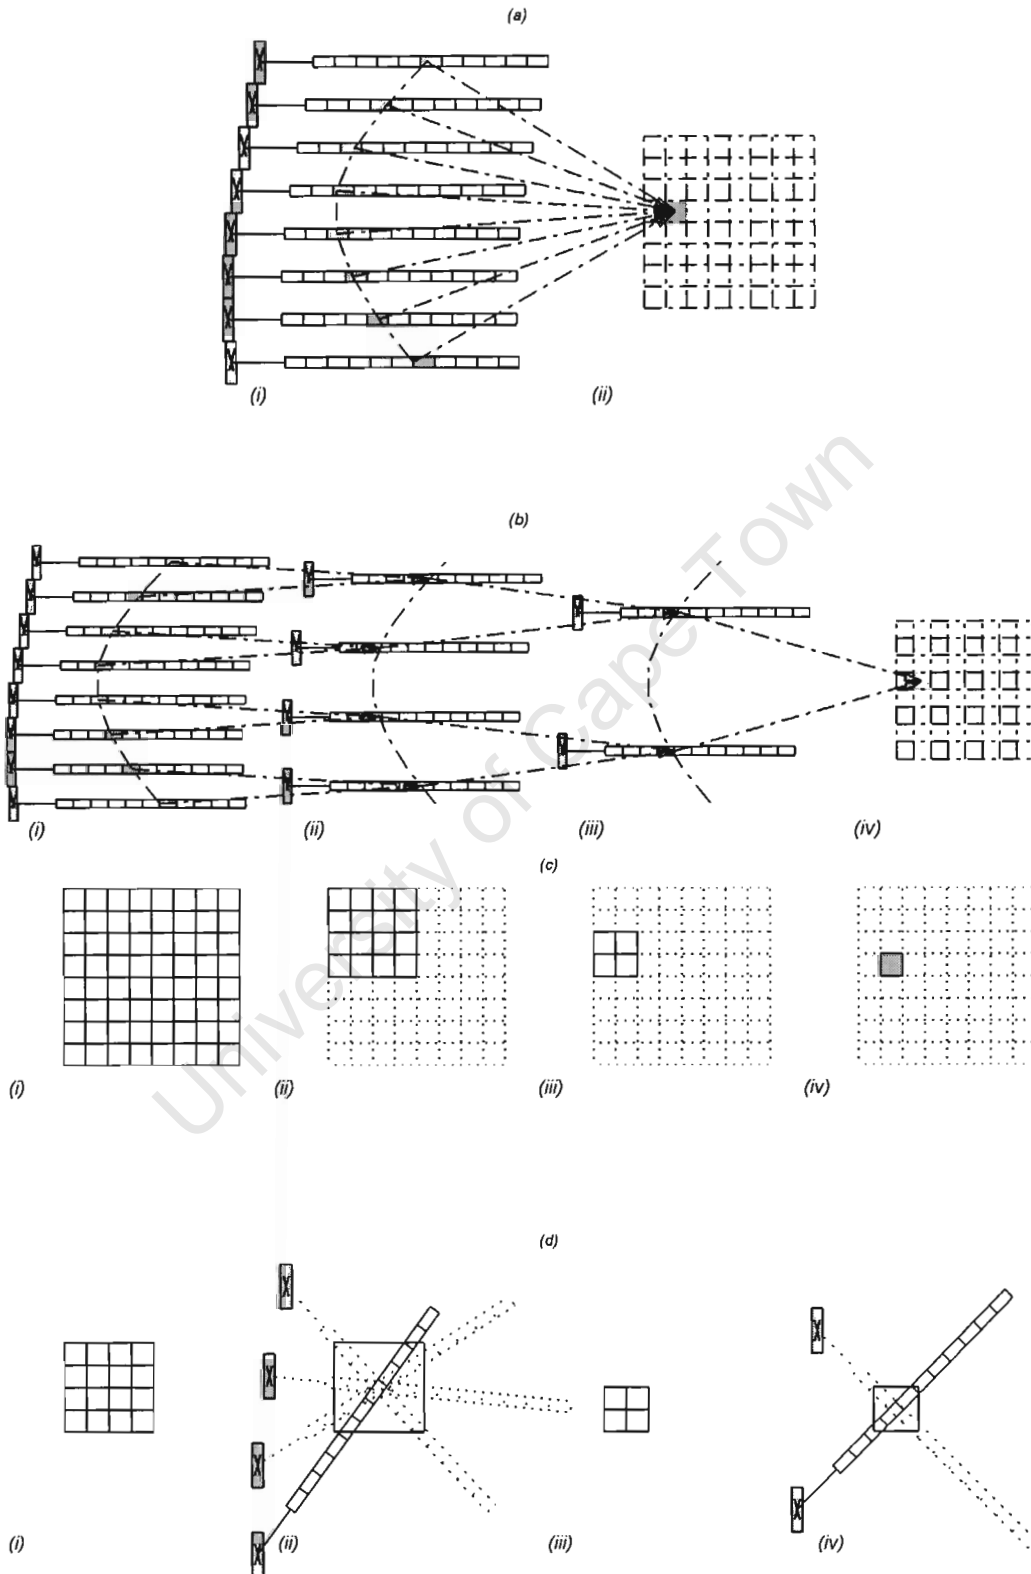 (a)
(i) (ii)
(b)
(i) (ii) (iii) (iv)
(c)
(i) (ii) (iii) (iv)
(d)
(i) (ii) (iii) (iv)
University of Cape Town